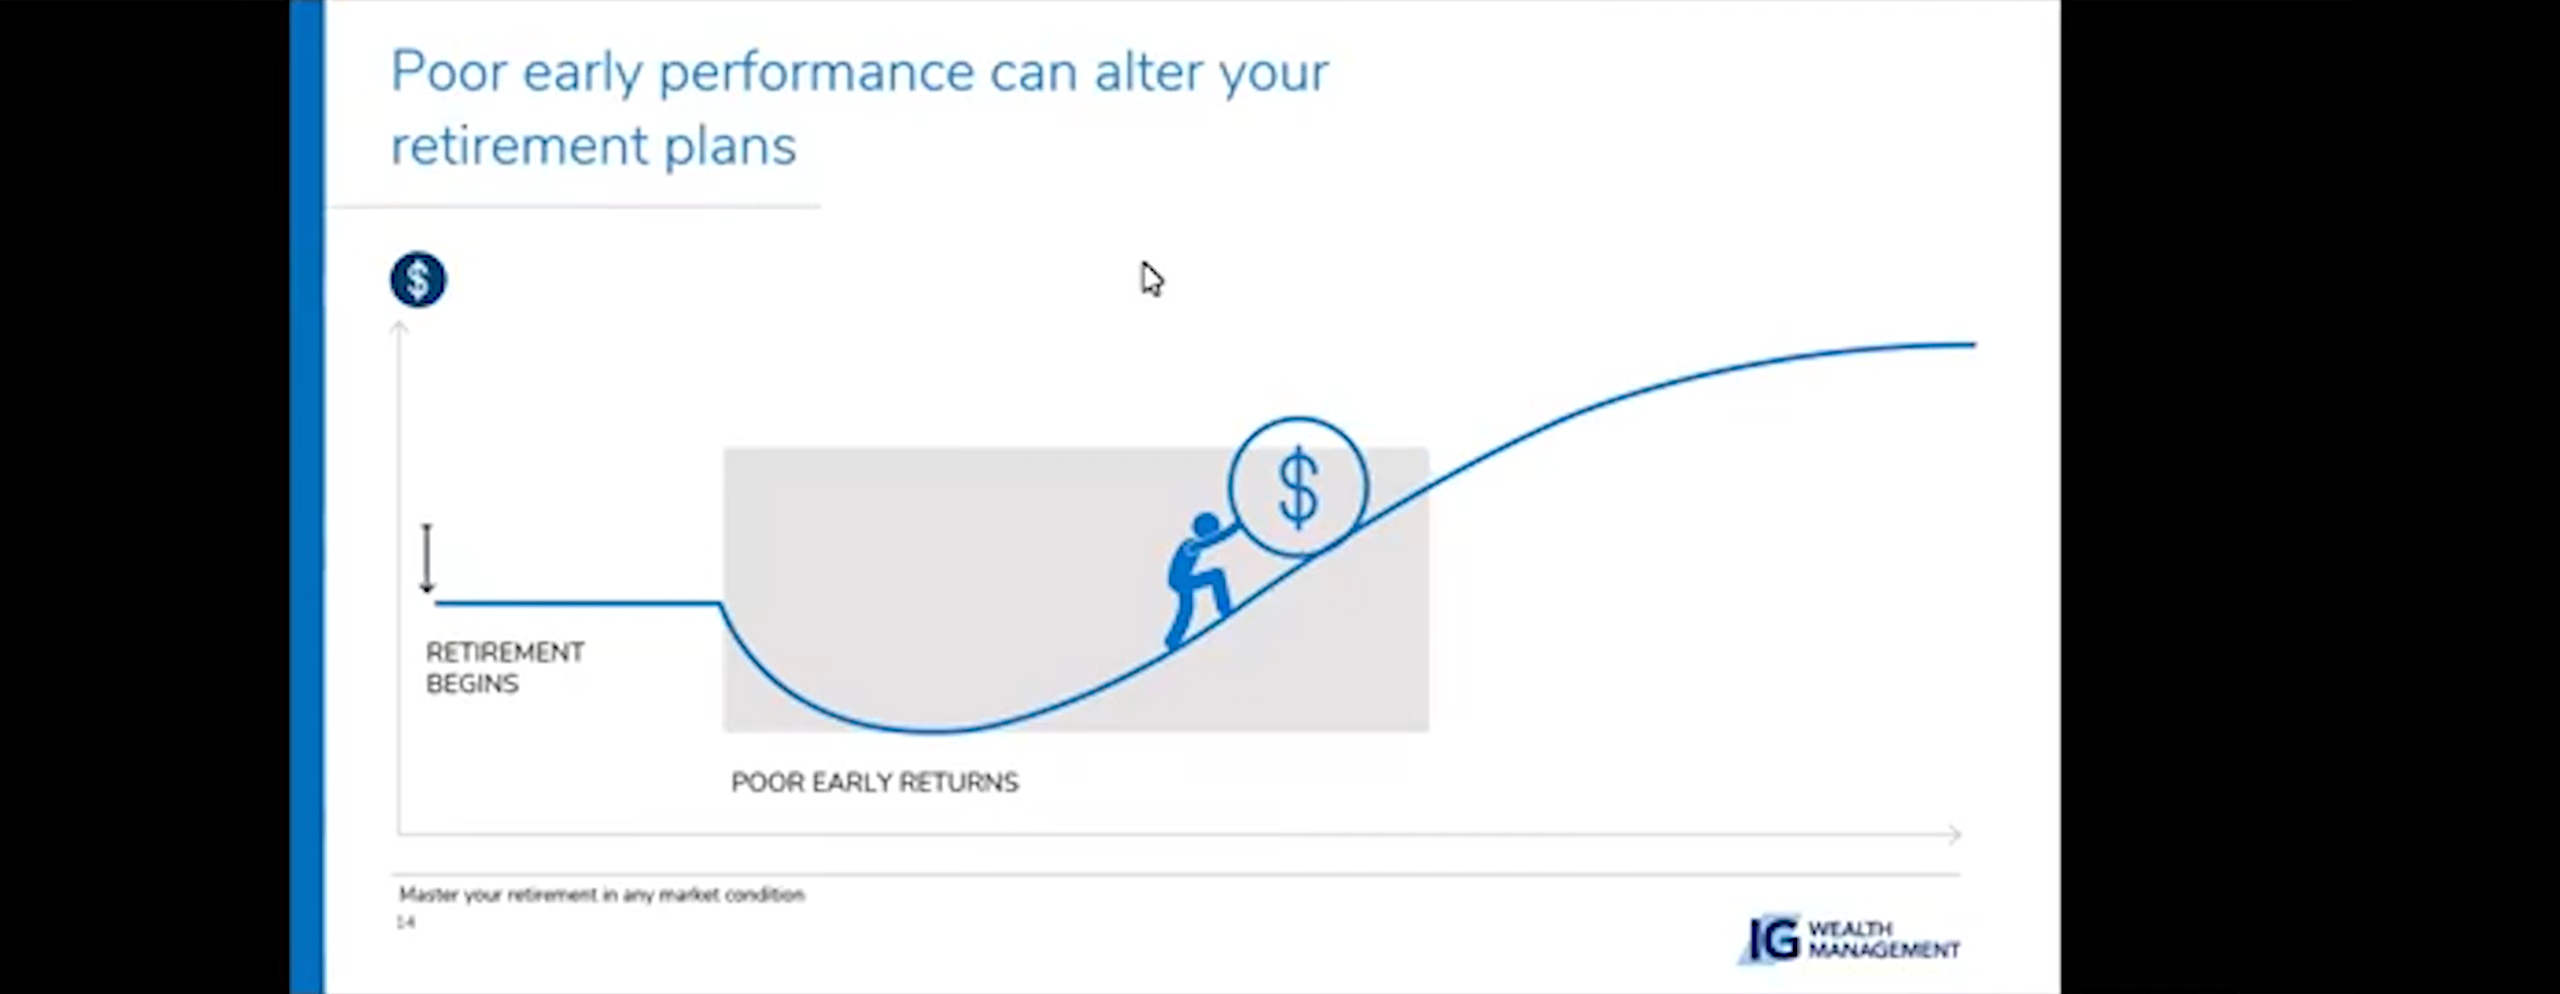 Poor early performance can alter your
retirement plans
$
$
RETIREMENT
BEGINS
POOR EARLY RETURNS
Master your retirement in any market condition
14
IG WEALTH
MANAGEMENT